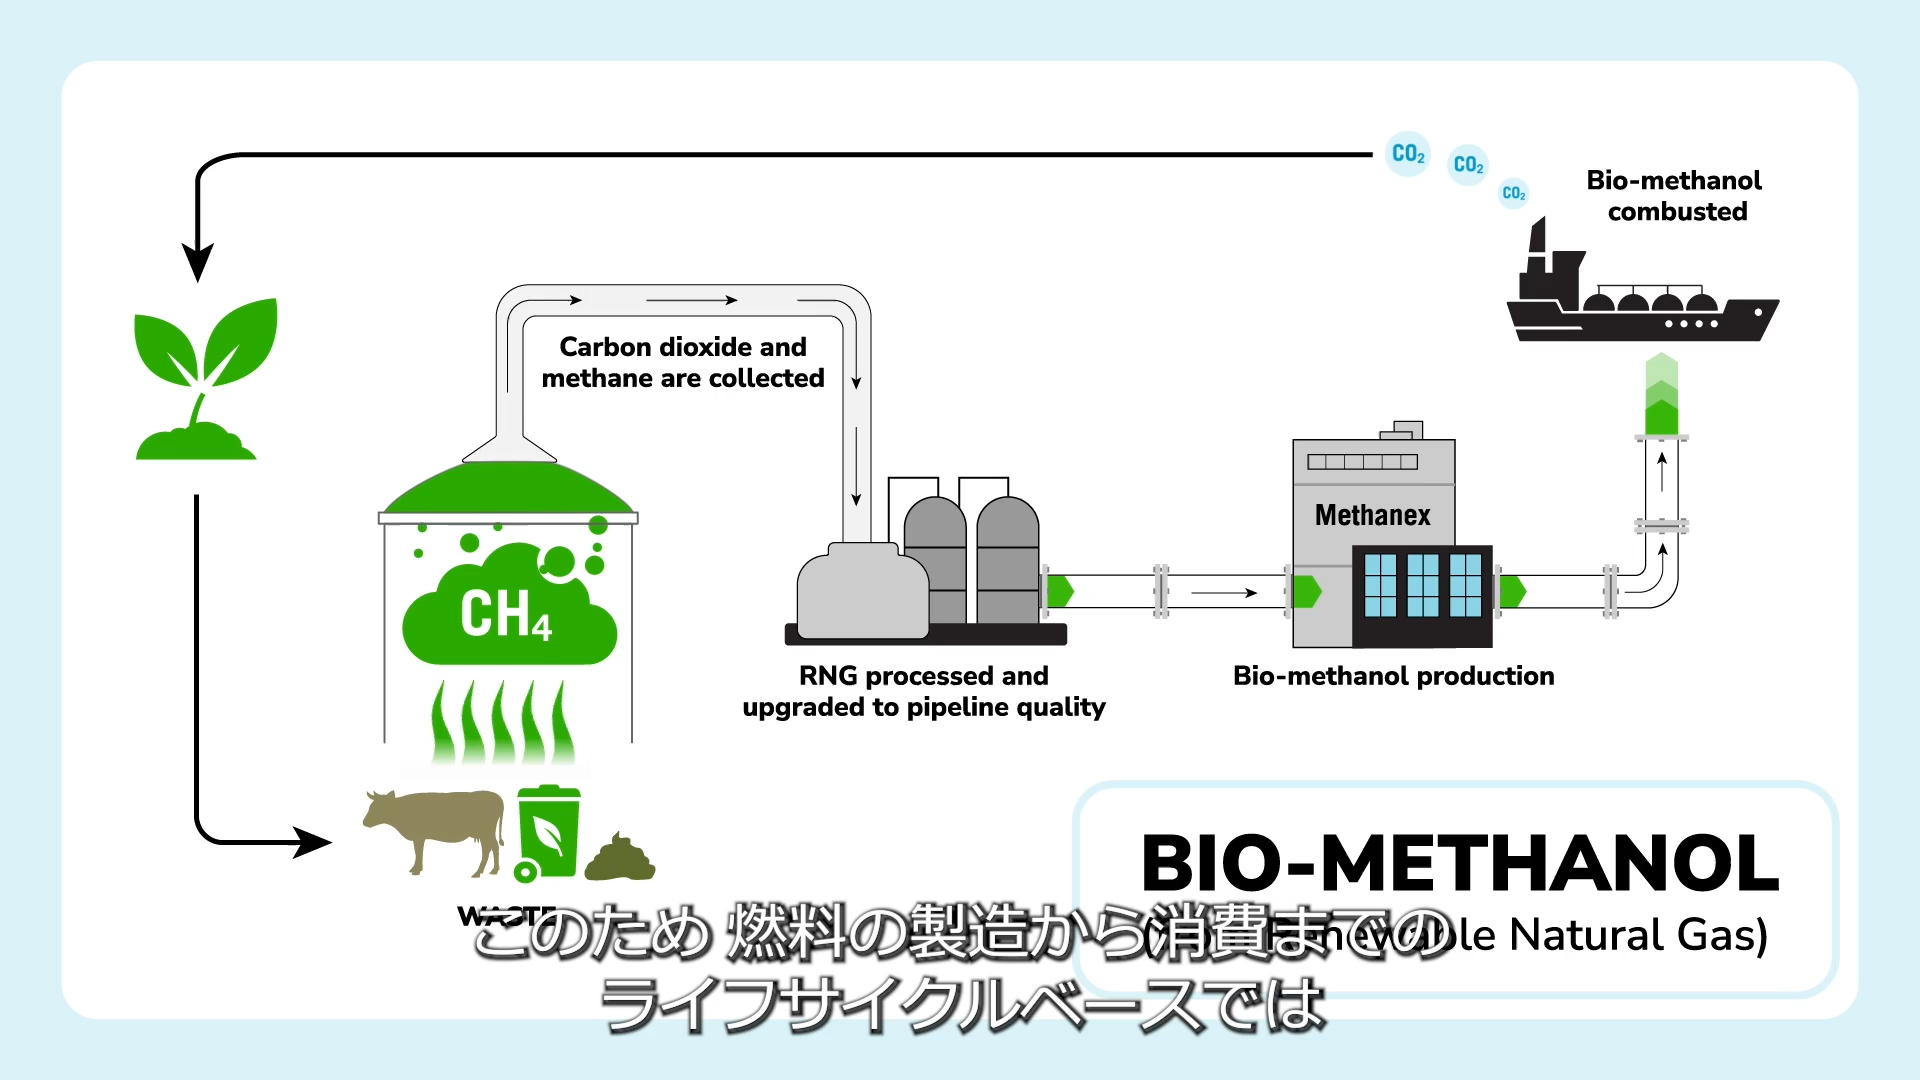 CO₂
CO₂
CO₂
Bio-methanol
combusted
Carbon dioxide and
methane are collected
Methanex
CH₄
RNG processed and
upgraded to pipeline quality
Bio-methanol production
BIO-METHANOL
Renewable Natural Gas)
WASTE
このため 燃料の製造から消費までの
ライフサイクルベースでは